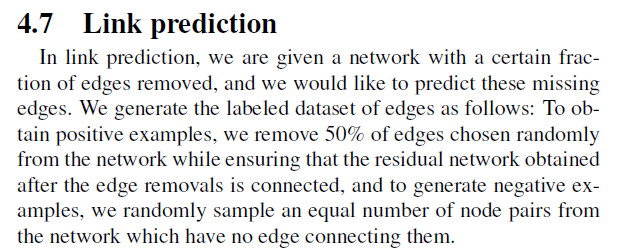 4.7 Link prediction
In link prediction, we are given a network with a certain frac-
tion of edges removed, and we would like to predict these missing
edges. We generate the labeled dataset of edges as follows: To ob-
tain positive examples, we remove 50% of edges chosen randomly
from the network while ensuring that the residual network obtained
after the edge removals is connected, and to generate negative ex-
amples, we randomly sample an equal number of node pairs from
the network which have no edge connecting them.